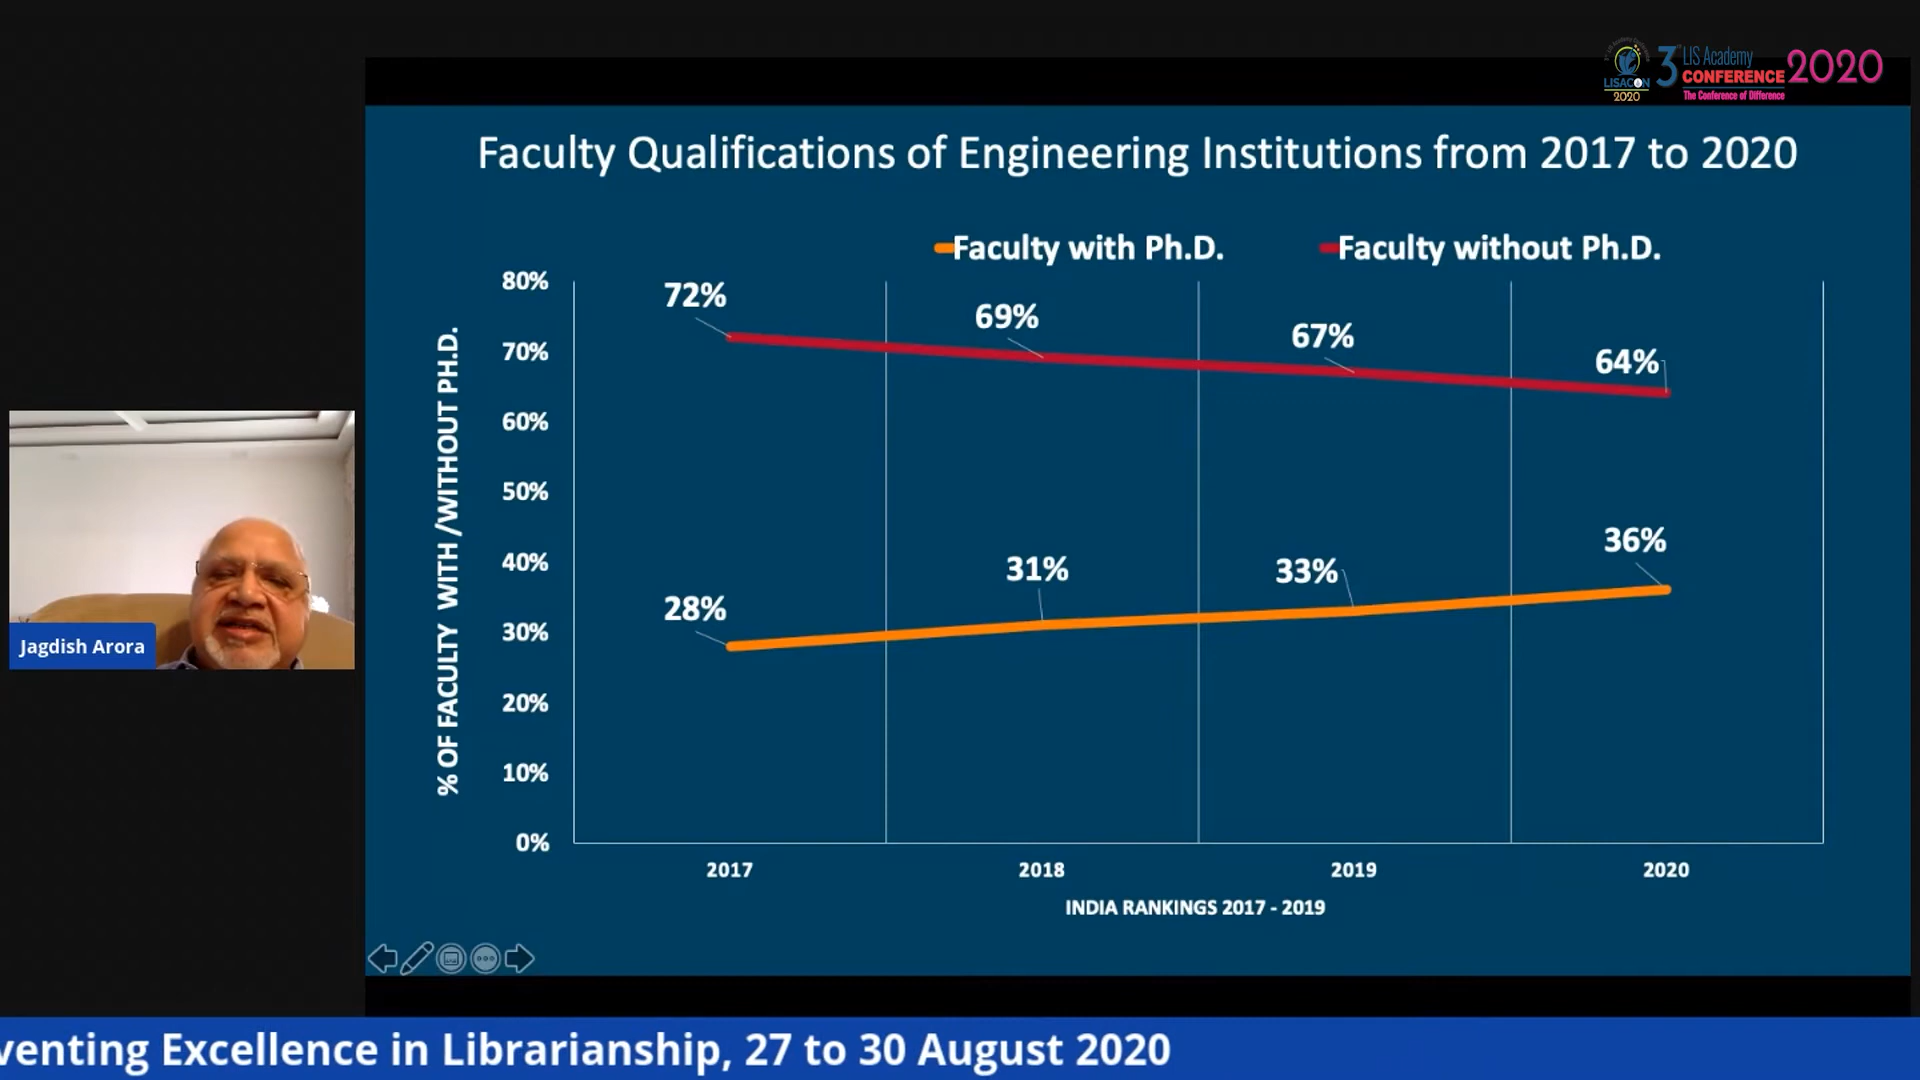 LISACON
2020
3rd LIS Academy
CONFERENCE 2020
The Conference of Difference
Faculty Qualifications of Engineering Institutions from 2017 to 2020
Faculty with Ph.D.
Faculty without Ph.D.
% OF FACULTY WITH /WITHOUT PH.D.
80%
70%
60%
50%
40%
30%
20%
10%
0%
72%
69%
67%
64%
28%
31%
33%
36%
2017
2018
2019
2020
INDIA RANKINGS 2017 - 2019
Jagdish Arora
venting Excellence in Librarianship, 27 to 30 August 2020